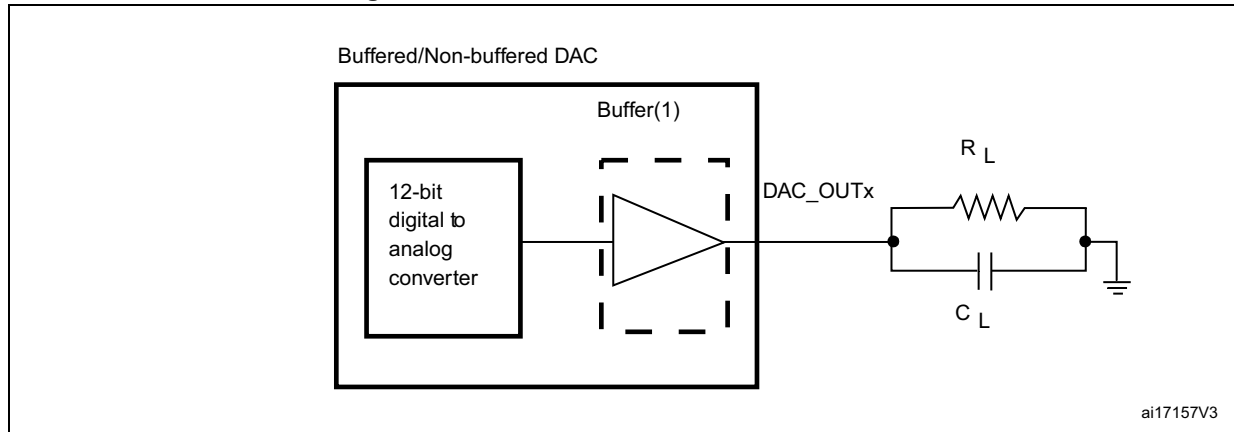 Buffered/Non-buffered DAC
Buffer(1)
12-bit
digital to
analog
converter
DAC_OUTx
R L
C L
ai17157V3